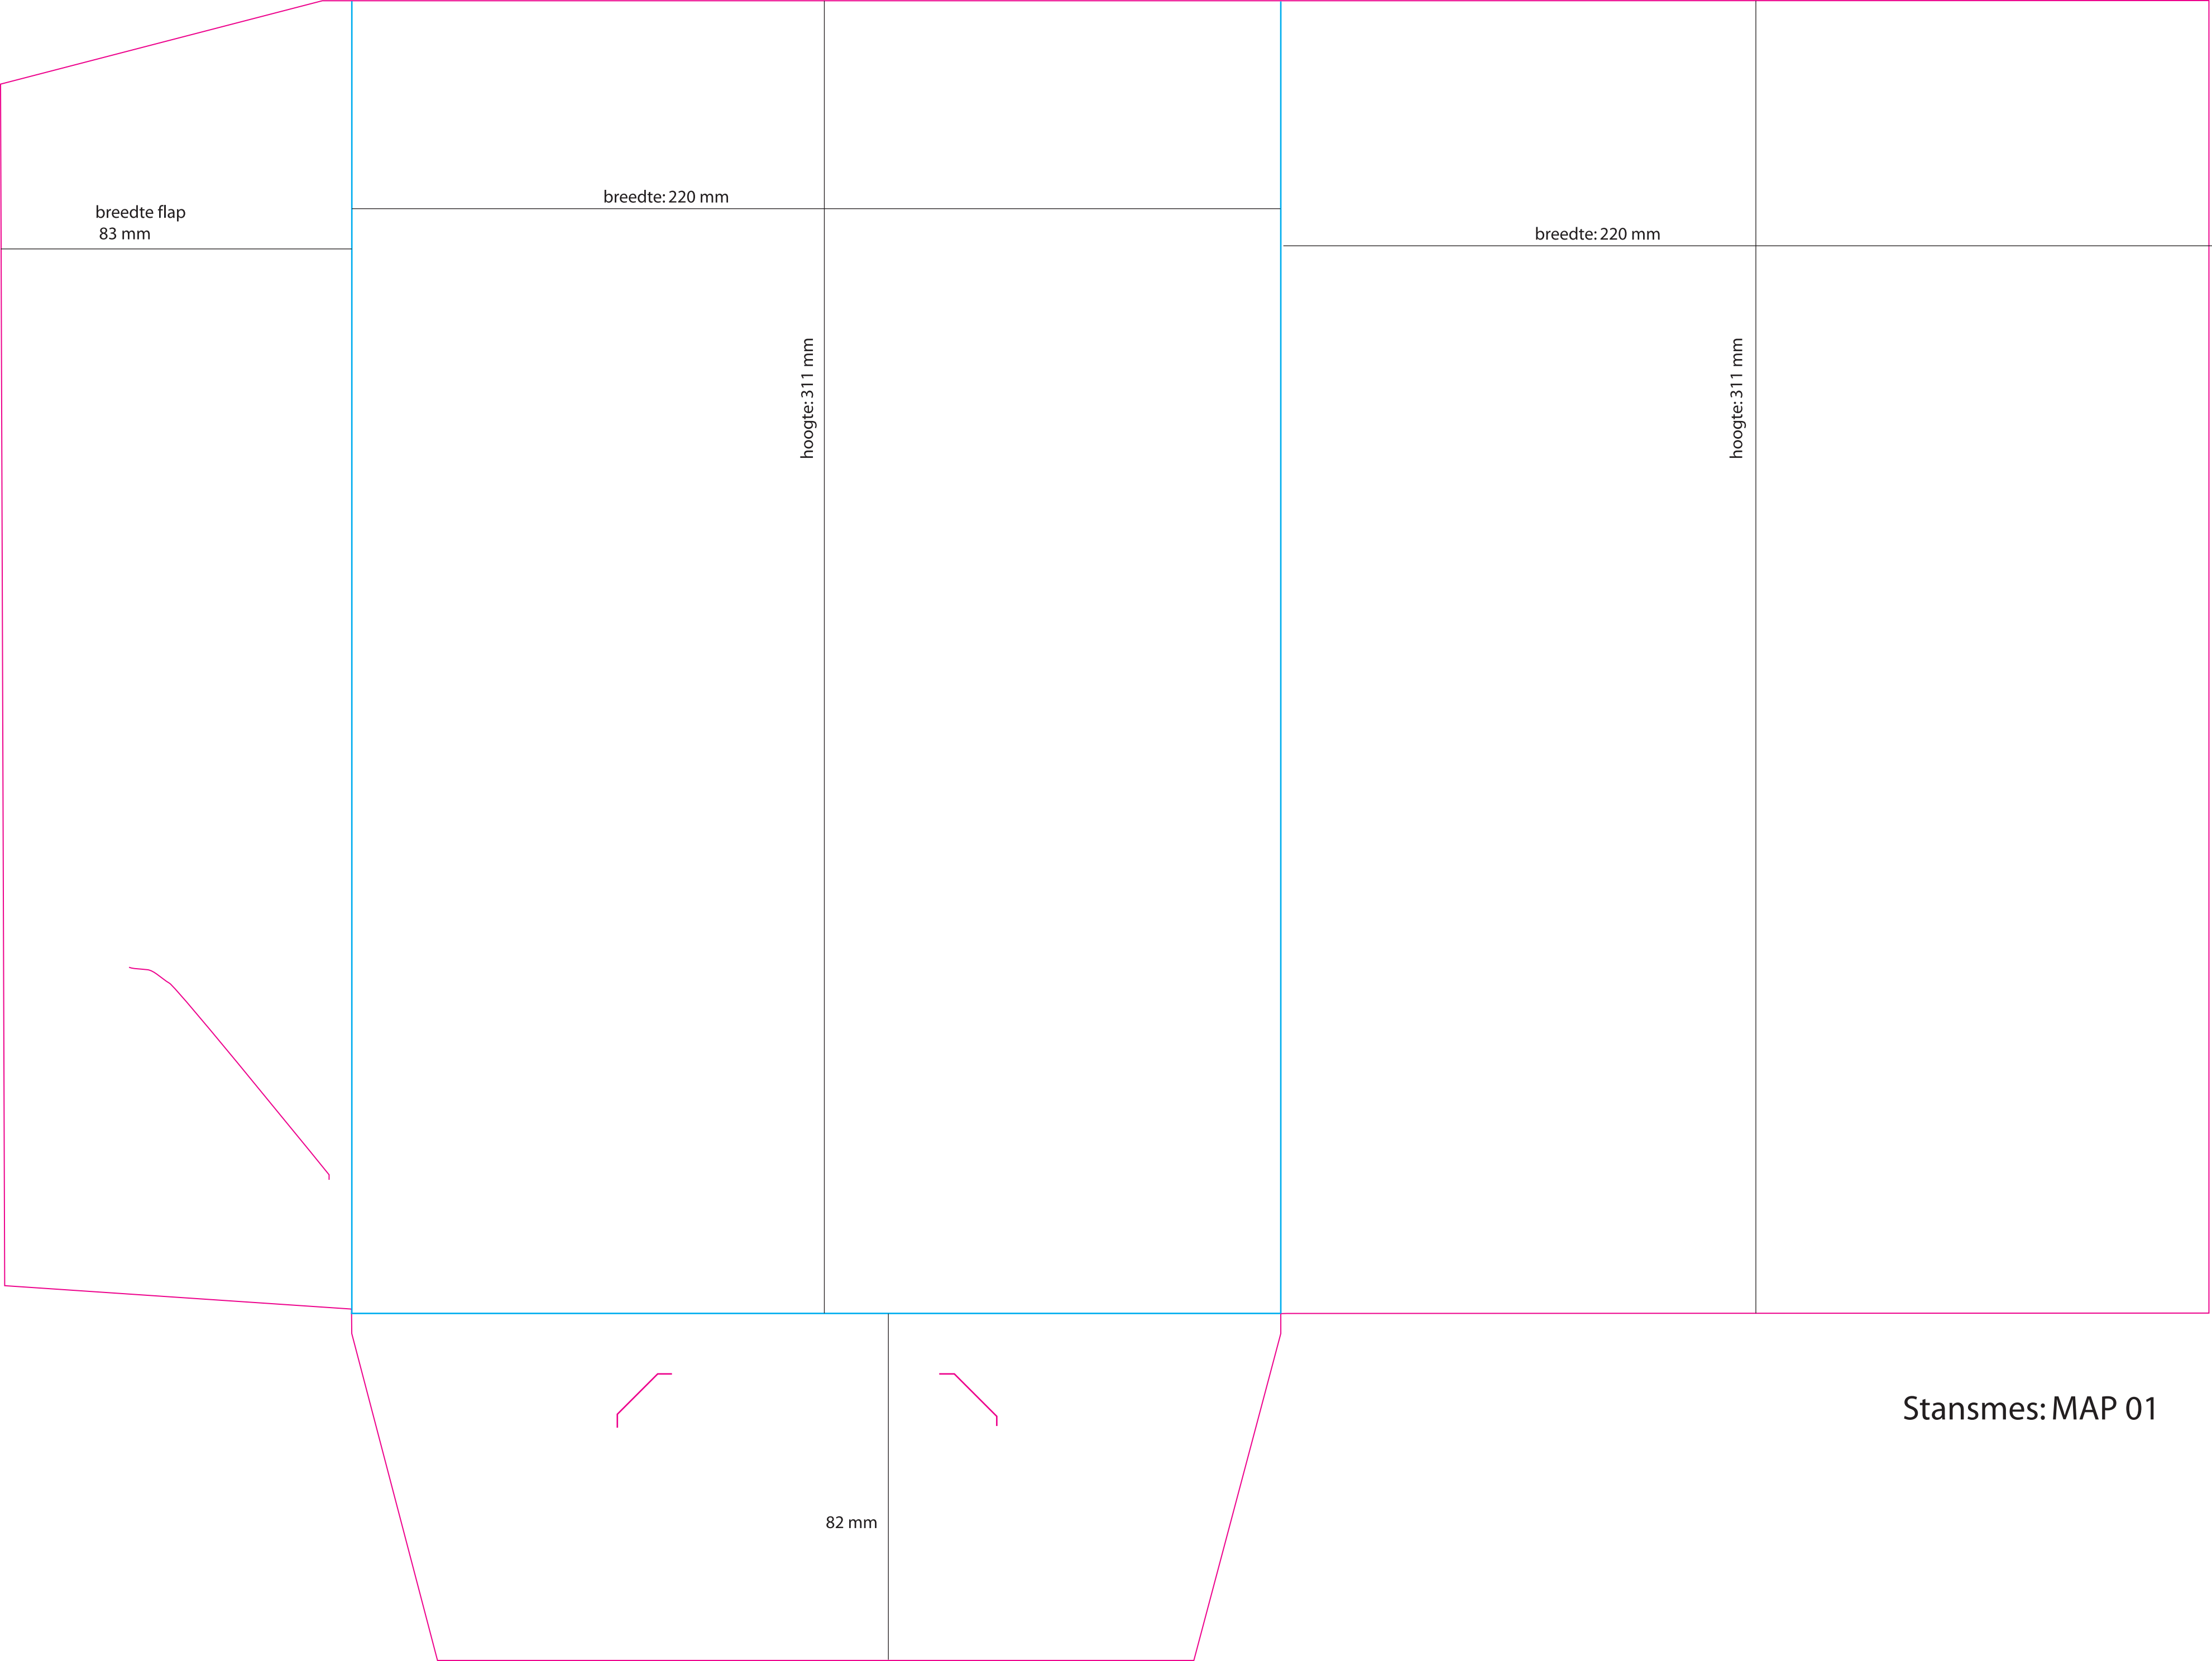 breedte: 220 mm
breedte flap
83 mm
breedte: 220 mm
hoogte: 311 mm
hoogte: 311 mm
Stansmes: MAP 01
82 mm